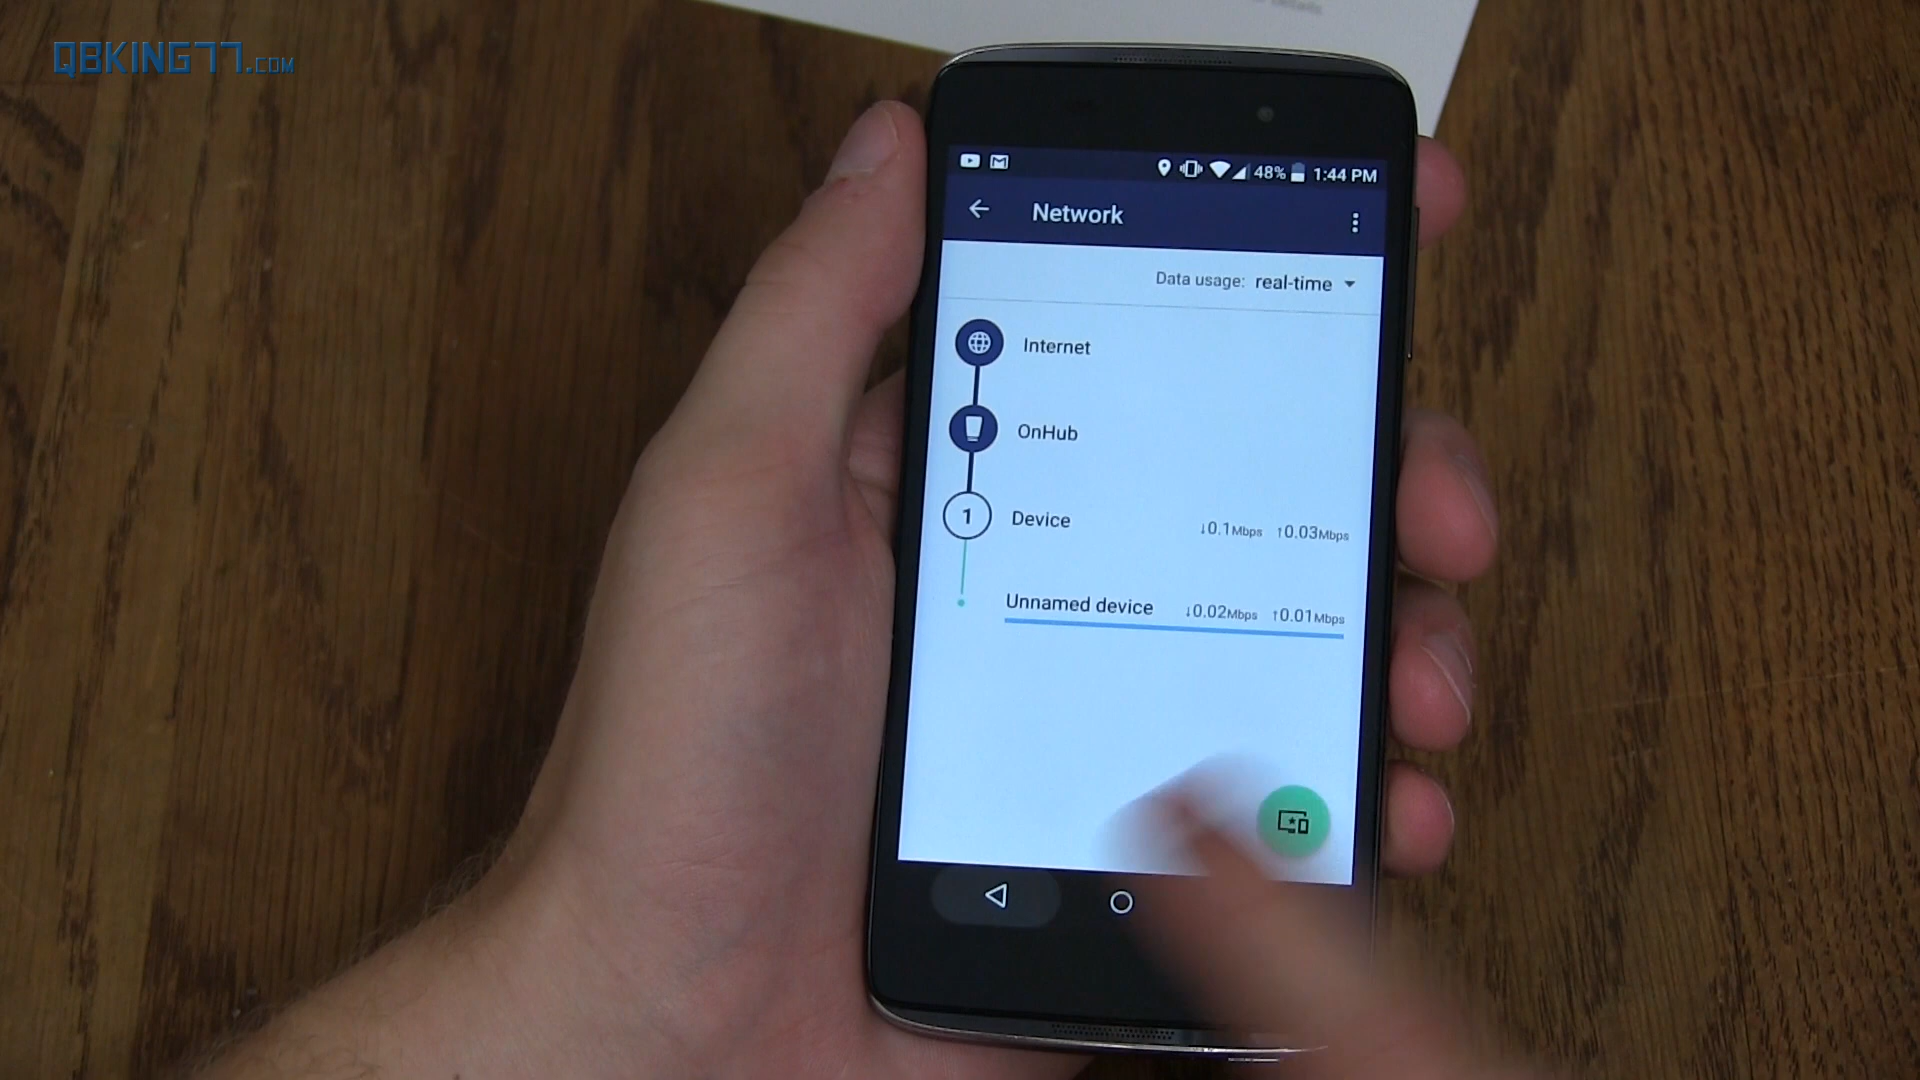 QBKING77.COM
48% 1:44 PM
Network
Data usage: real-time
Internet
OnHub
1 Device ↓0.1Mbps ↑0.03Mbps
Unnamed device ↓0.02Mbps ↑0.01Mbps